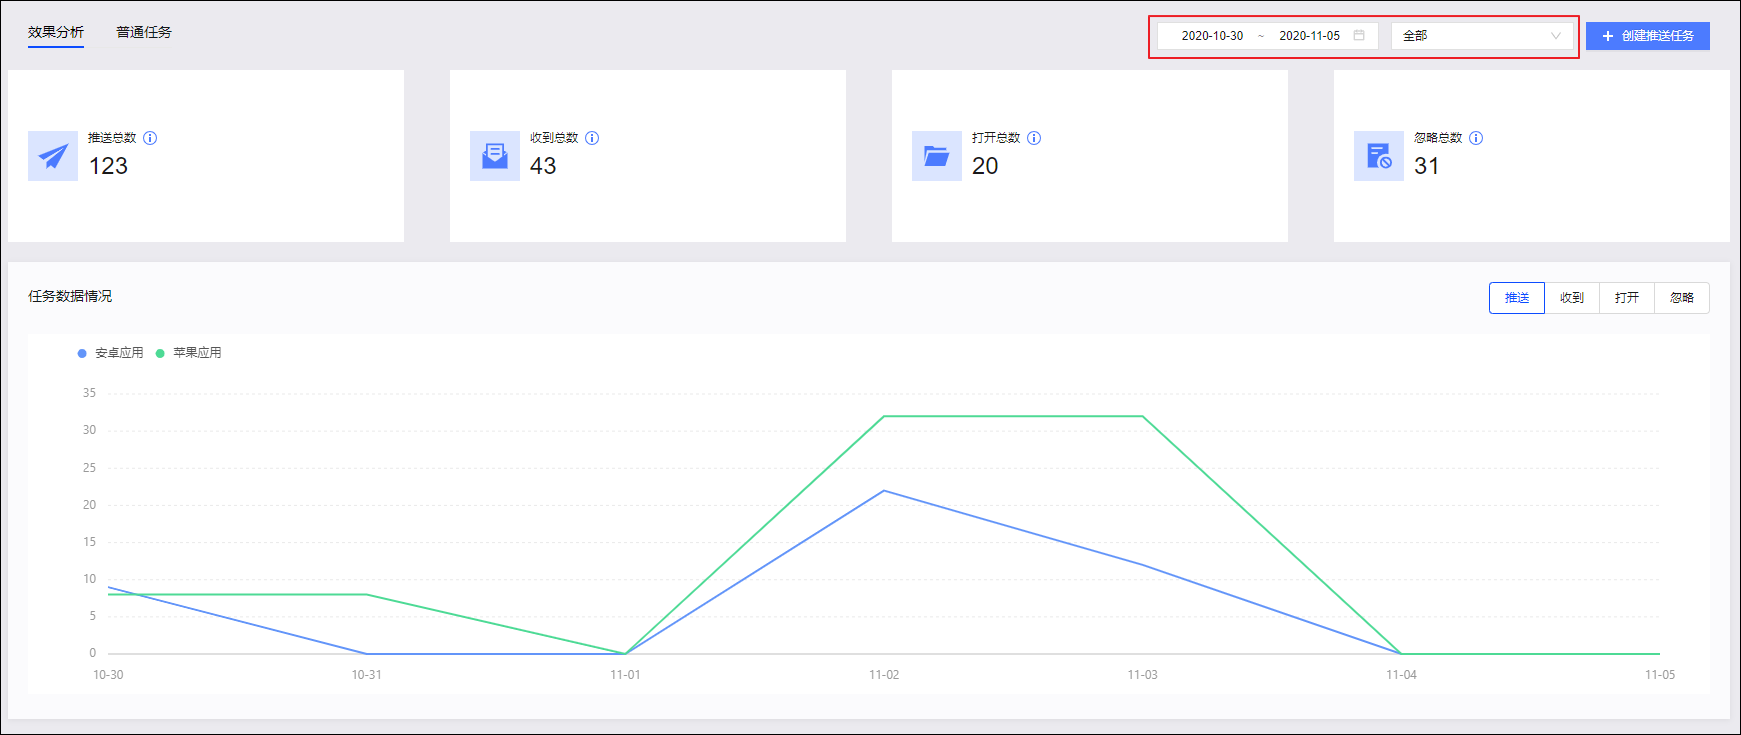 效果分析 普通任务 2020-10-30 ~ 2020-11-05 全部 + 创建推送任务
推送总数 收到总数 打开总数 忽略总数
123 43 20 31
任务数据情况 推送 收到 打开 忽略
安卓应用 苹果应用
35
30
25
20
15
10
5
0
10-30 10-31 11-01 11-02 11-03 11-04 11-05